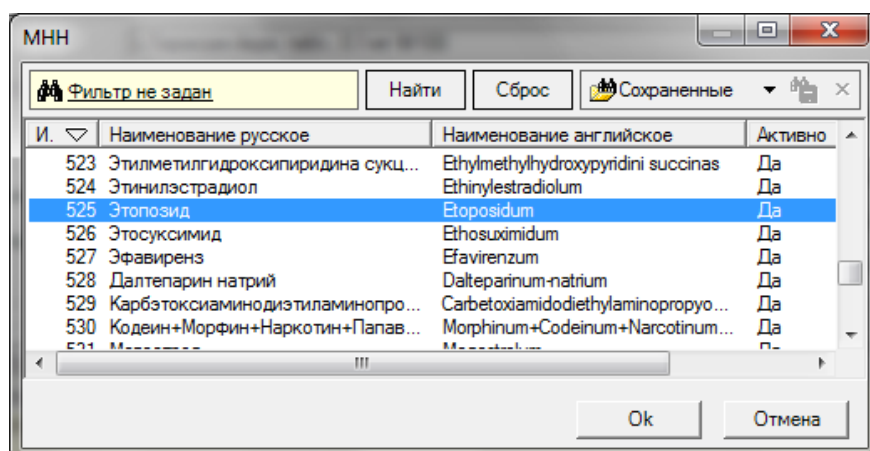 МНН
Фильтр не задан Найти Сброс Сохраненные
И. Наименование русское Наименование английское Активно
523 Этилметилгидроксипиридина сукц... Ethylmethylhydroxypyridini succinas Да
524 Этинилэстрадиол Ethinylestradiolum Да
525 Этопозид Etoposidum Да
526 Этосуксимид Ethosuximidum Да
527 Эфавиренз Efavirenzum Да
528 Далтепарин натрий Dalteparinum-natrium Да
529 Карбэтоксиаминодиэтиламинопро... Carbetoxiamidodiethylaminopropyo... Да
530 Кодеин+Морфин+Наркотин+Папав... Morphinum+Codeinum+Narcotinum... Да
Ok Отмена